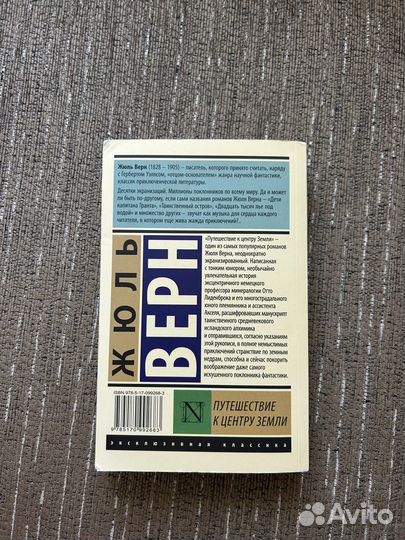 Жюль Верн (1828 – 1905) – писатель, которого принято считать, наряду
с Гербертом Уэллсом, «отцом-основателем» жанра научной фантастики,
классик приключенческой литературы.
Десятки экранизаций. Миллионы поклонников по всему миру. Да и может
ли быть по-другому, если сами названия романов Жюля Верна – «Дети
капитана Гранта», «Таинственный остров», «Двадцать тысяч лье под
водой» и множество других – звучат как музыка для сердца каждого
читателя, в котором еще жива жажда приключений!
ЖЮЛЬ
ВЕРН
«Путешествие к центру Земли» –
один из самых популярных романов
Жюля Верна, неоднократно
экранизированный. Написанная
с тонким юмором, необычайно
увлекательная история
эксцентричного немецкого
профессора минералогии Отто
Лиденброка и его многострадального
юного племянника и ассистента
Акселя, расшифровавших манускрипт
таинственного средневекового
исландского алхимика
и отправившихся, согласно указаниям
этой рукописи, в полное немыслимых
приключений странствие по земным
недрам, способна и сейчас покорить
воображение даже самого
искушенного поклонника фантастики.
ISBN 978-5-17-099268-3
9 785170 992683
N
ПУТЕШЕСТВИЕ
К ЦЕНТРУ ЗЕМЛИ
эксклюзивная классика
Avito